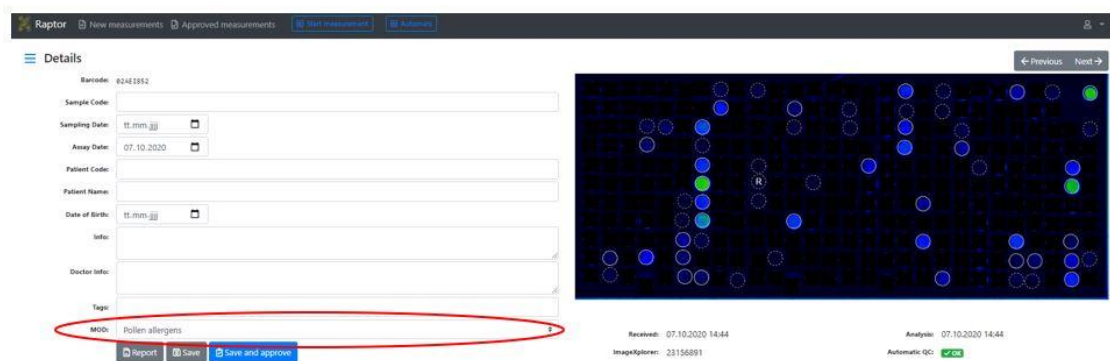 Raptor New measurements Approved measurements Start measurement Automate
Details
← Previous Next →
Barcode: 02AEI852
Sample Code:
Sampling Date: tt.mm.jjjj
Assay Date: 07.10.2020
Patient Code:
Patient Name:
Date of Birth: tt.mm.jjjj
Info:
Doctor Info:
Tags:
MOD: Pollen allergens
Report Save Save and approve
R
Received: 07.10.2020 14:44 Analysis: 07.10.2020 14:44
ImageXplorer: 23156891 Automatic QC: OK